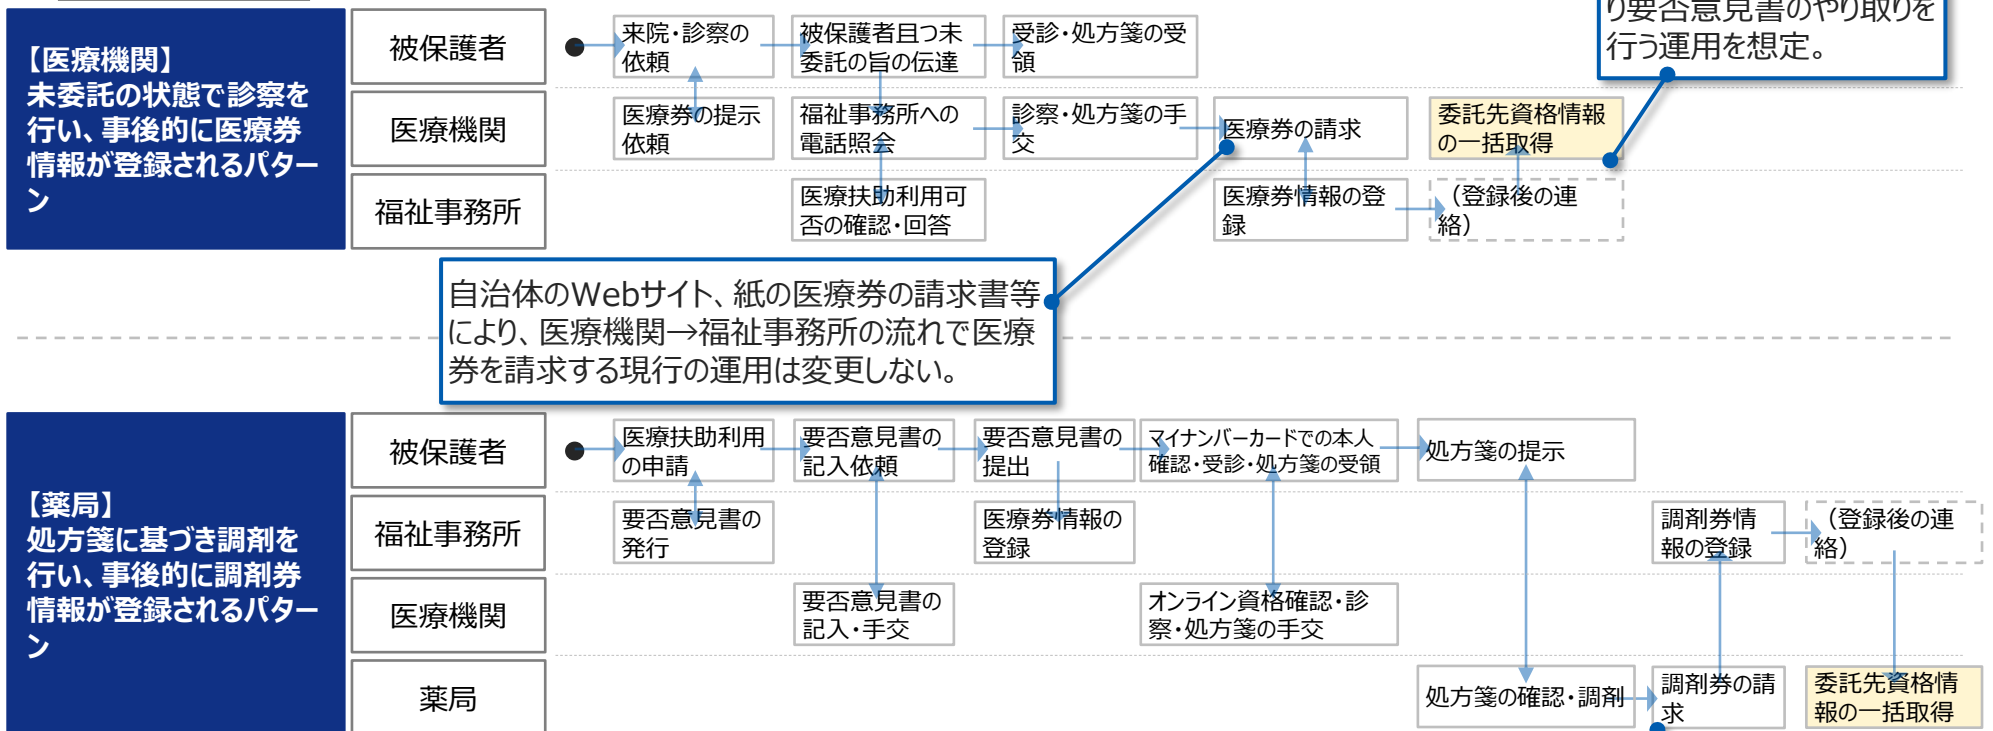 り要否意見書のやり取りを
行う運用を想定。
【医療機関】
未委託の状態で診察を
行い、事後的に医療券
情報が登録されるパター
ン
被保護者
来院・診察の
依頼
被保護者且つ未
委託の旨の伝達
受診・処方箋の受
領
医療機関
医療券の提示
依頼
福祉事務所への
電話照会
診察・処方箋の手
交
医療券の請求
委託先資格情報
の一括取得
福祉事務所
医療扶助利用可
否の確認・回答
医療券情報の登
録
（登録後の連
絡）
自治体のWebサイト、紙の医療券の請求書等
により、医療機関→福祉事務所の流れで医療
券を請求する現行の運用は変更しない。
【薬局】
処方箋に基づき調剤を
行い、事後的に調剤券
情報が登録されるパター
ン
被保護者
医療扶助利用
の申請
要否意見書の
記入依頼
要否意見書の
提出
マイナンバーカードでの本人
確認・受診・処方箋の受領
処方箋の提示
福祉事務所
要否意見書の
発行
医療券情報の
登録
調剤券情
報の登録
（登録後の連
絡）
医療機関
要否意見書の
記入・手交
オンライン資格確認・診
察・処方箋の手交
薬局
処方箋の確認・調剤
調剤券の請
求
委託先資格情
報の一括取得